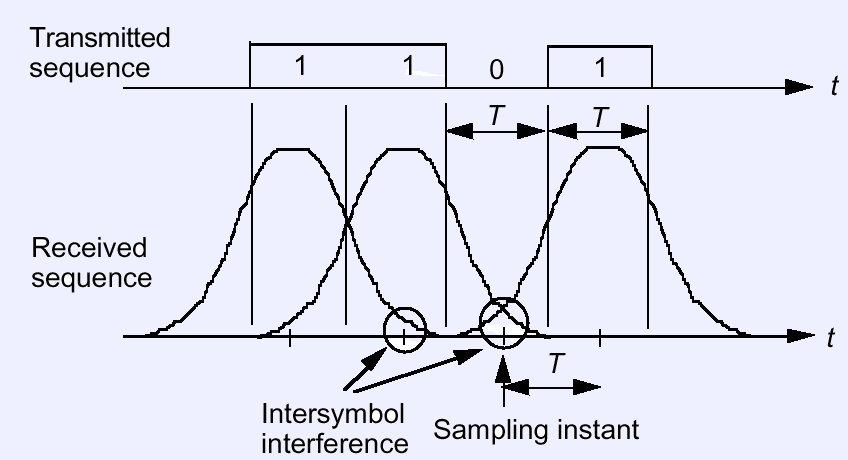 Transmitted
sequence
1 1 0 1
t
T T
Received
sequence
t
T
Intersymbol
interference
Sampling instant